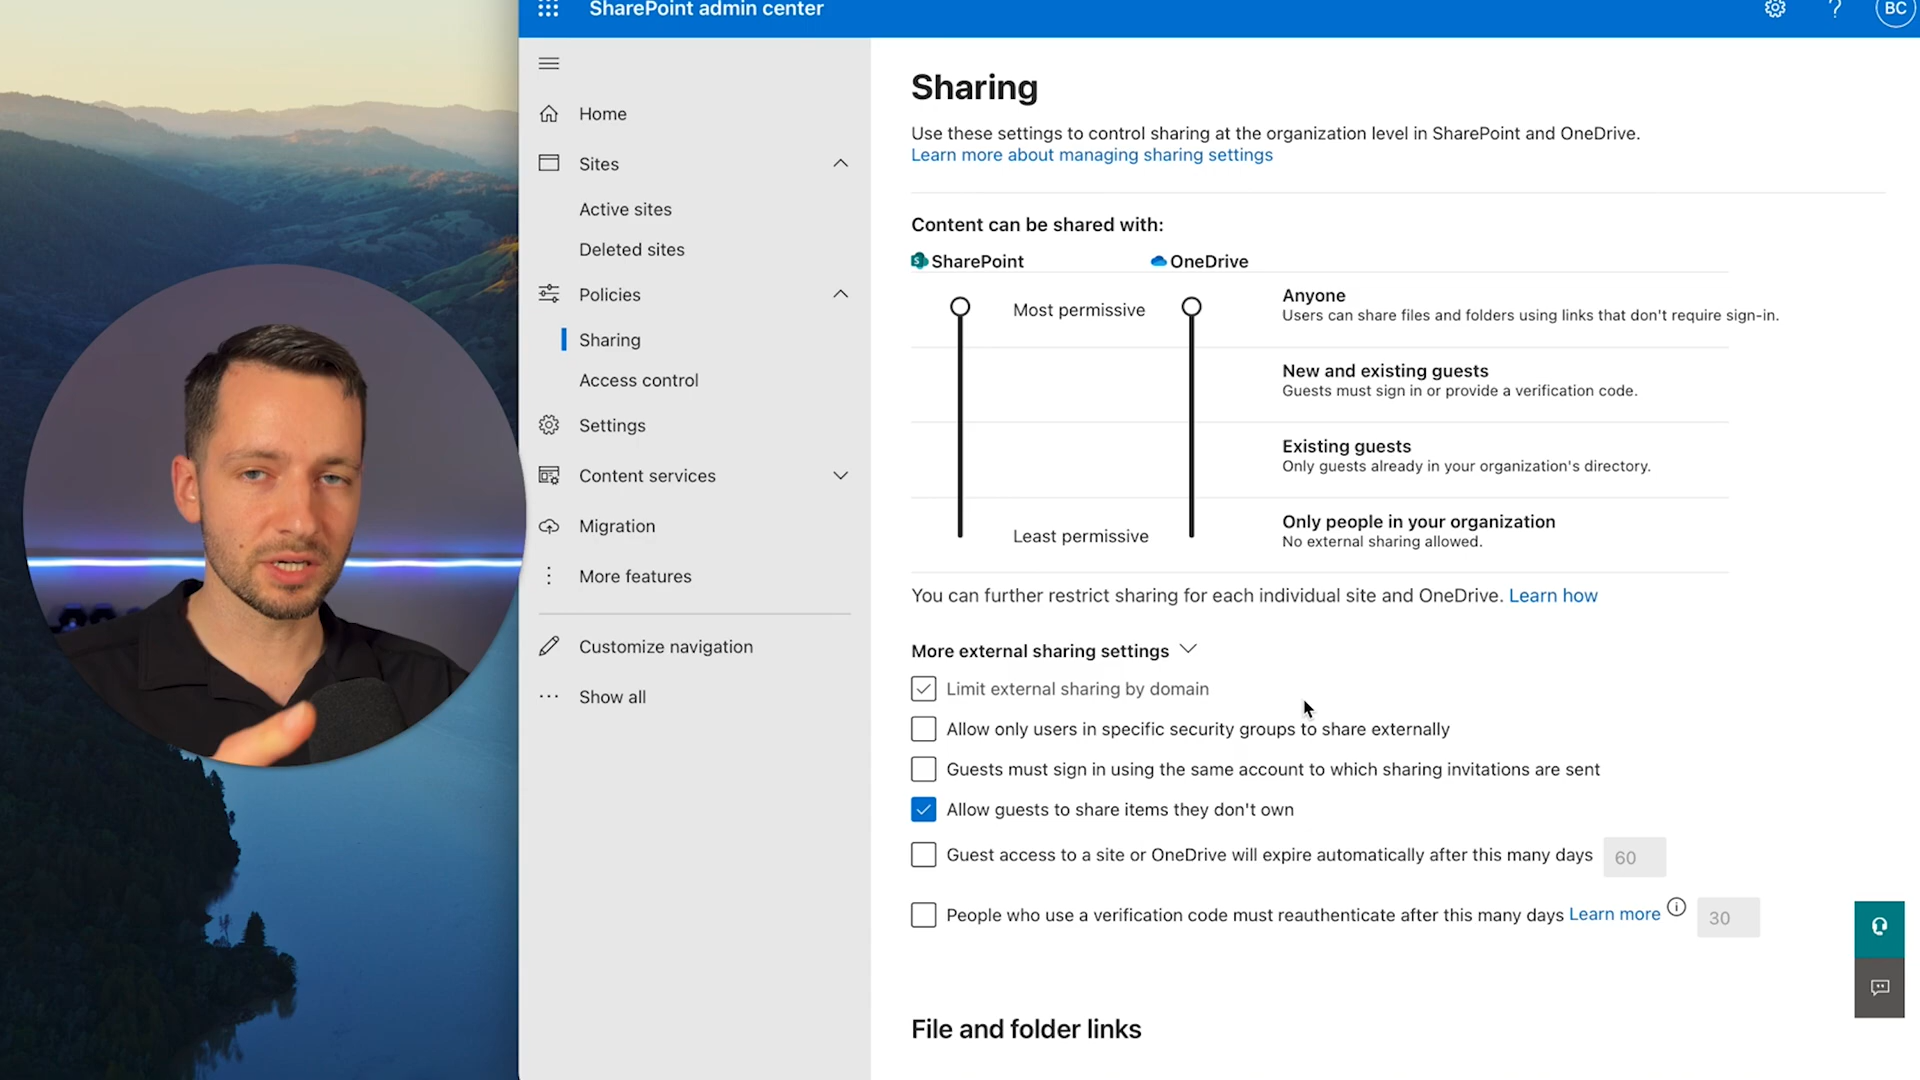 SharePoint admin center
?
BC
Home
Sites
Active sites
Deleted sites
Policies
Sharing
Access control
Settings
Content services
Migration
More features
Customize navigation
Show all
Sharing
Use these settings to control sharing at the organization level in SharePoint and OneDrive.
Learn more about managing sharing settings
Content can be shared with:
S SharePoint
OneDrive
Most permissive
Least permissive
Anyone
Users can share files and folders using links that don't require sign-in.
New and existing guests
Guests must sign in or provide a verification code.
Existing guests
Only guests already in your organization's directory.
Only people in your organization
No external sharing allowed.
You can further restrict sharing for each individual site and OneDrive. Learn how
More external sharing settings
Limit external sharing by domain
Allow only users in specific security groups to share externally
Guests must sign in using the same account to which sharing invitations are sent
Allow guests to share items they don't own
Guest access to a site or OneDrive will expire automatically after this many days 60
People who use a verification code must reauthenticate after this many days Learn more 30
File and folder links